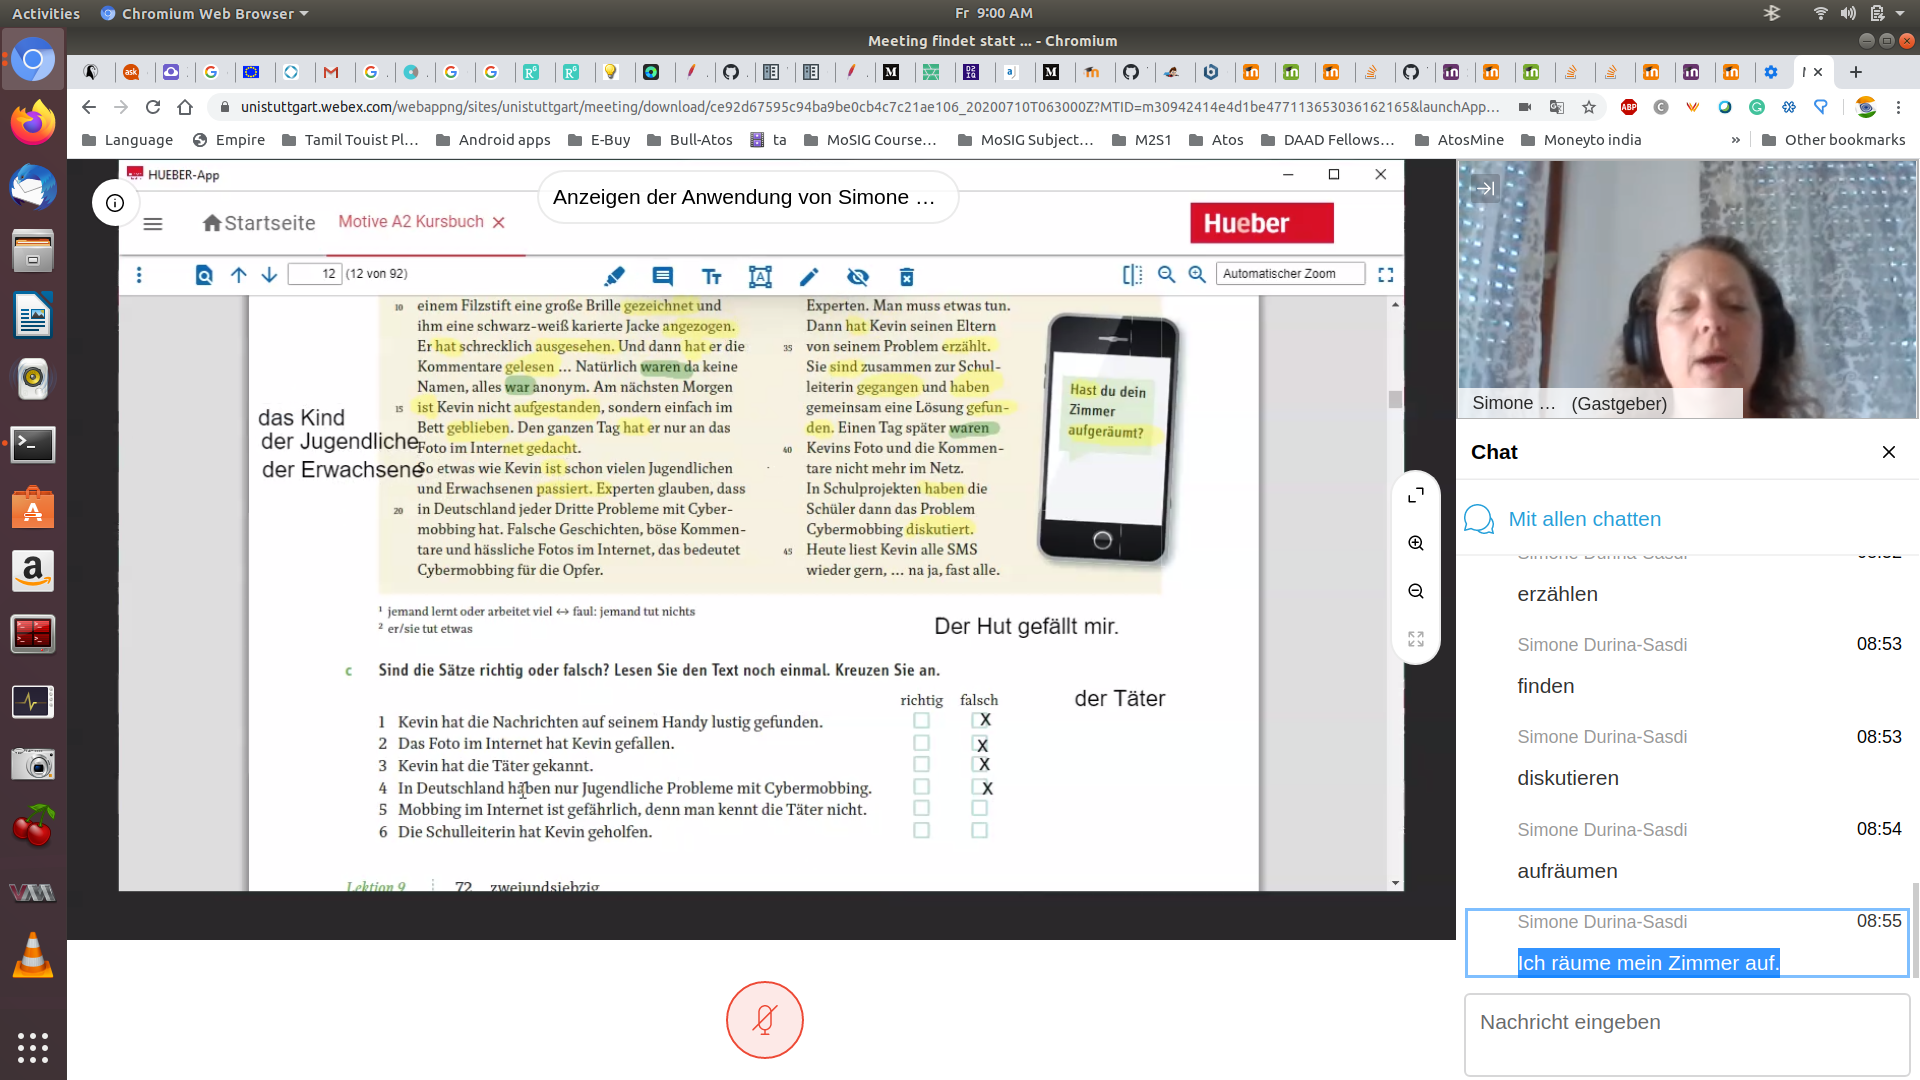 Activities
Chromium Web Browser
Fr 9:00 AM
Meeting findet statt ... - Chromium
unistuttgart.webex.com/webappng/sites/unistuttgart/meeting/download/ce92d67595c94ba9be0cb4c7c21ae106_20200710T063000Z?MTID=m30942414e4d1be477113653036162165&launchApp...
Language
Empire
Tamil Touist Pl...
Android apps
E-Buy
Bull-Atos
ta
MoSIG Course...
MoSIG Subject...
M2S1
Atos
DAAD Fellows...
AtosMine
Moneyto india
»
Other bookmarks
HUEBER-App
Anzeigen der Anwendung von Simone ...
Startseite
Motive A2 Kursbuch
Hueber
12 (12 von 92)
Automatischer Zoom
10 einem Filzstift eine große Brille gezeichnet und
ihm eine schwarz-weiß karierte Jacke angezogen.
Er hat schrecklich ausgesehen. Und dann hat er die
Kommentare gelesen ... Natürlich waren da keine
Namen, alles war anonym. Am nächsten Morgen
15 ist Kevin nicht aufgestanden, sondern einfach im
Bett geblieben. Den ganzen Tag hat er nur an das
Foto im Internet gedacht.
So etwas wie Kevin ist schon vielen Jugendlichen
und Erwachsenen passiert. Experten glauben, dass
20 in Deutschland jeder Dritte Probleme mit Cyber-
mobbing hat. Falsche Geschichten, böse Kommen-
tare und hässliche Fotos im Internet, das bedeutet
Cybermobbing für die Opfer.
das Kind
der Jugendliche
der Erwachsene
Experten. Man muss etwas tun.
Dann hat Kevin seinen Eltern
35 von seinem Problem erzählt.
Sie sind zusammen zur Schul-
leiterin gegangen und haben
gemeinsam eine Lösung gefun-
den. Einen Tag später waren
40 Kevins Foto und die Kommen-
tare nicht mehr im Netz.
In Schulprojekten haben die
Schüler dann das Problem
Cybermobbing diskutiert.
45 Heute liest Kevin alle SMS
wieder gern, ... na ja, fast alle.
Hast du dein
Zimmer
aufgeräumt?
1 jemand lernt oder arbeitet viel ↔ faul: jemand tut nichts
2 er/sie tut etwas
Der Hut gefällt mir.
c Sind die Sätze richtig oder falsch? Lesen Sie den Text noch einmal. Kreuzen Sie an.
richtig falsch
der Täter
1 Kevin hat die Nachrichten auf seinem Handy lustig gefunden. X
2 Das Foto im Internet hat Kevin gefallen. X
3 Kevin hat die Täter gekannt. X
4 In Deutschland haben nur Jugendliche Probleme mit Cybermobbing. X
5 Mobbing im Internet ist gefährlich, denn man kennt die Täter nicht.
6 Die Schulleiterin hat Kevin geholfen.
Lektion 9 72 zweiundsiebzig
Simone ... (Gastgeber)
Chat
Mit allen chatten
Simone Durina-Sasdi 08:52
erzählen
Simone Durina-Sasdi 08:53
finden
Simone Durina-Sasdi 08:53
diskutieren
Simone Durina-Sasdi 08:54
aufräumen
Simone Durina-Sasdi 08:55
Ich räume mein Zimmer auf.
Nachricht eingeben